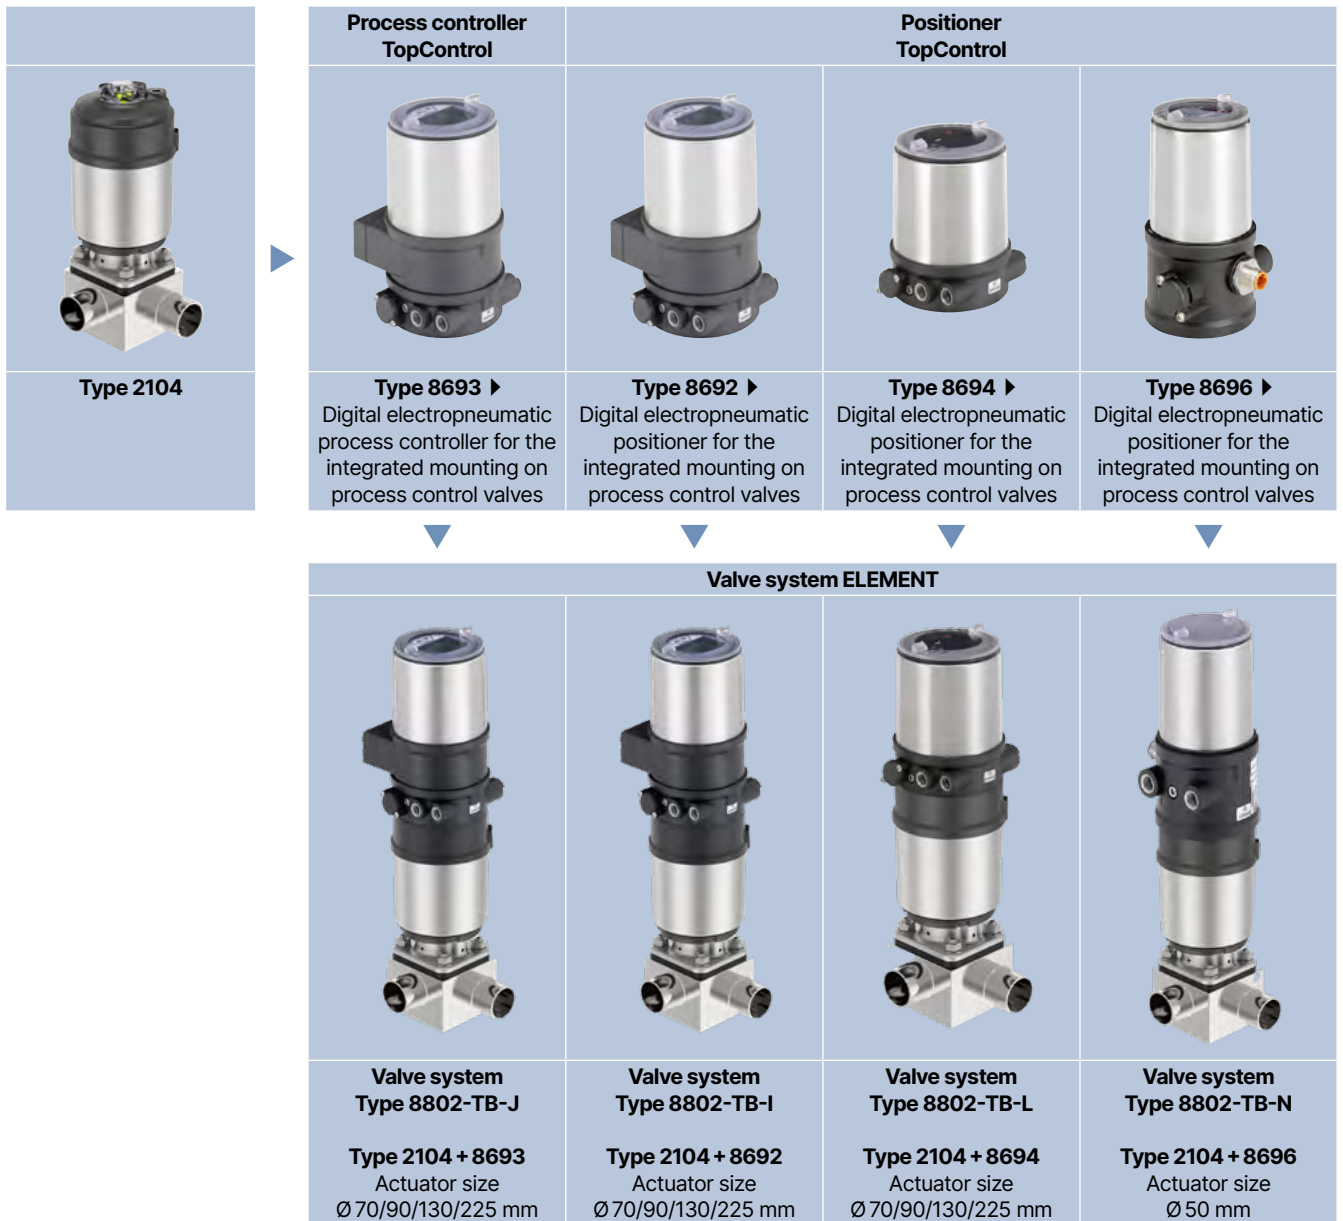 Process controller
TopControl
Positioner
TopControl
Type 2104
Type 8693
Digital electropneumatic
process controller for the
integrated mounting on
process control valves
Type 8692
Digital electropneumatic
positioner for the
integrated mounting on
process control valves
Type 8694
Digital electropneumatic
positioner for the
integrated mounting on
process control valves
Type 8696
Digital electropneumatic
positioner for the
integrated mounting on
process control valves
Valve system ELEMENT
Valve system
Type 8802-TB-J
Type 2104 + 8693
Actuator size
Ø 70/90/130/225 mm
Valve system
Type 8802-TB-I
Type 2104 + 8692
Actuator size
Ø 70/90/130/225 mm
Valve system
Type 8802-TB-L
Type 2104 + 8694
Actuator size
Ø 70/90/130/225 mm
Valve system
Type 8802-TB-N
Type 2104 + 8696
Actuator size
Ø 50 mm